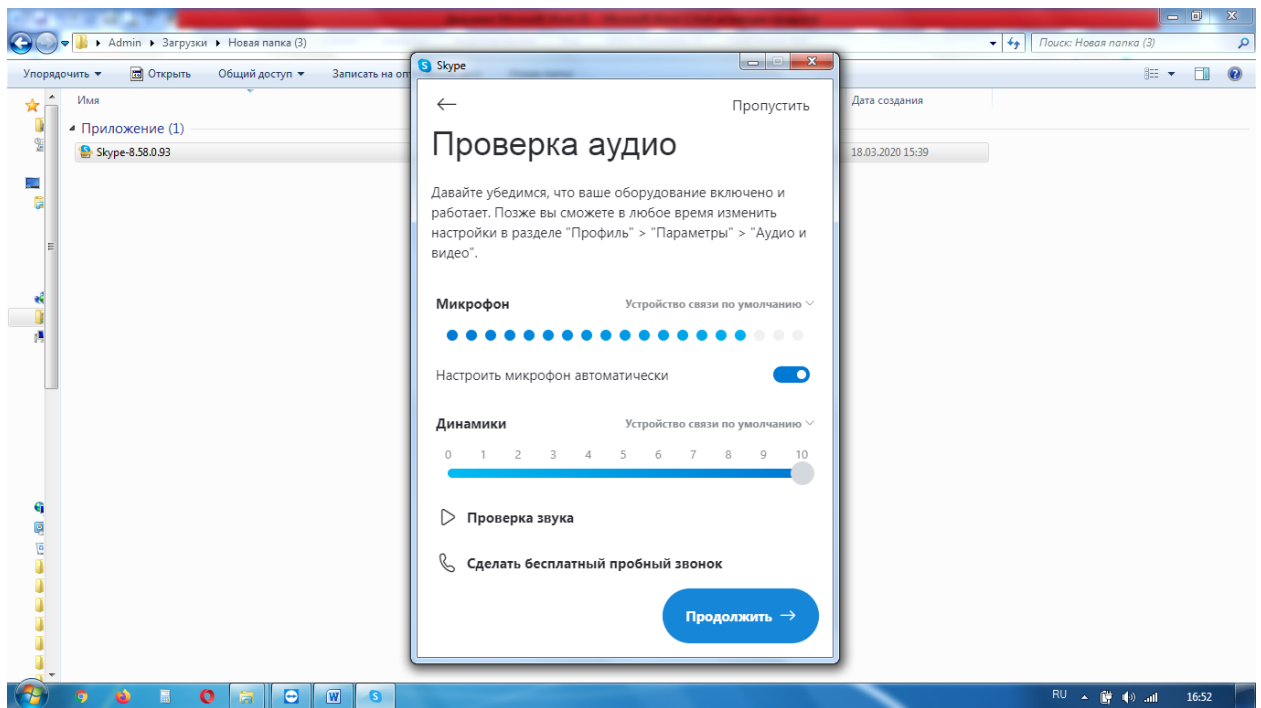 Admin ▸ Загрузки ▸ Новая папка (3)
Поиск: Новая папка (3)
Упорядочить
Открыть
Общий доступ
Записать на оп
Имя
Дата создания
Приложение (1)
Skype-8.58.0.93
18.03.2020 15:39
Skype
Пропустить
Проверка аудио
Давайте убедимся, что ваше оборудование включено и
работает. Позже вы сможете в любое время изменить
настройки в разделе "Профиль" > "Параметры" > "Аудио и
видео".
Микрофон
Устройство связи по умолчанию
Настроить микрофон автоматически
Динамики
Устройство связи по умолчанию
0 1 2 3 4 5 6 7 8 9 10
Проверка звука
Сделать бесплатный пробный звонок
Продолжить →
RU
16:52